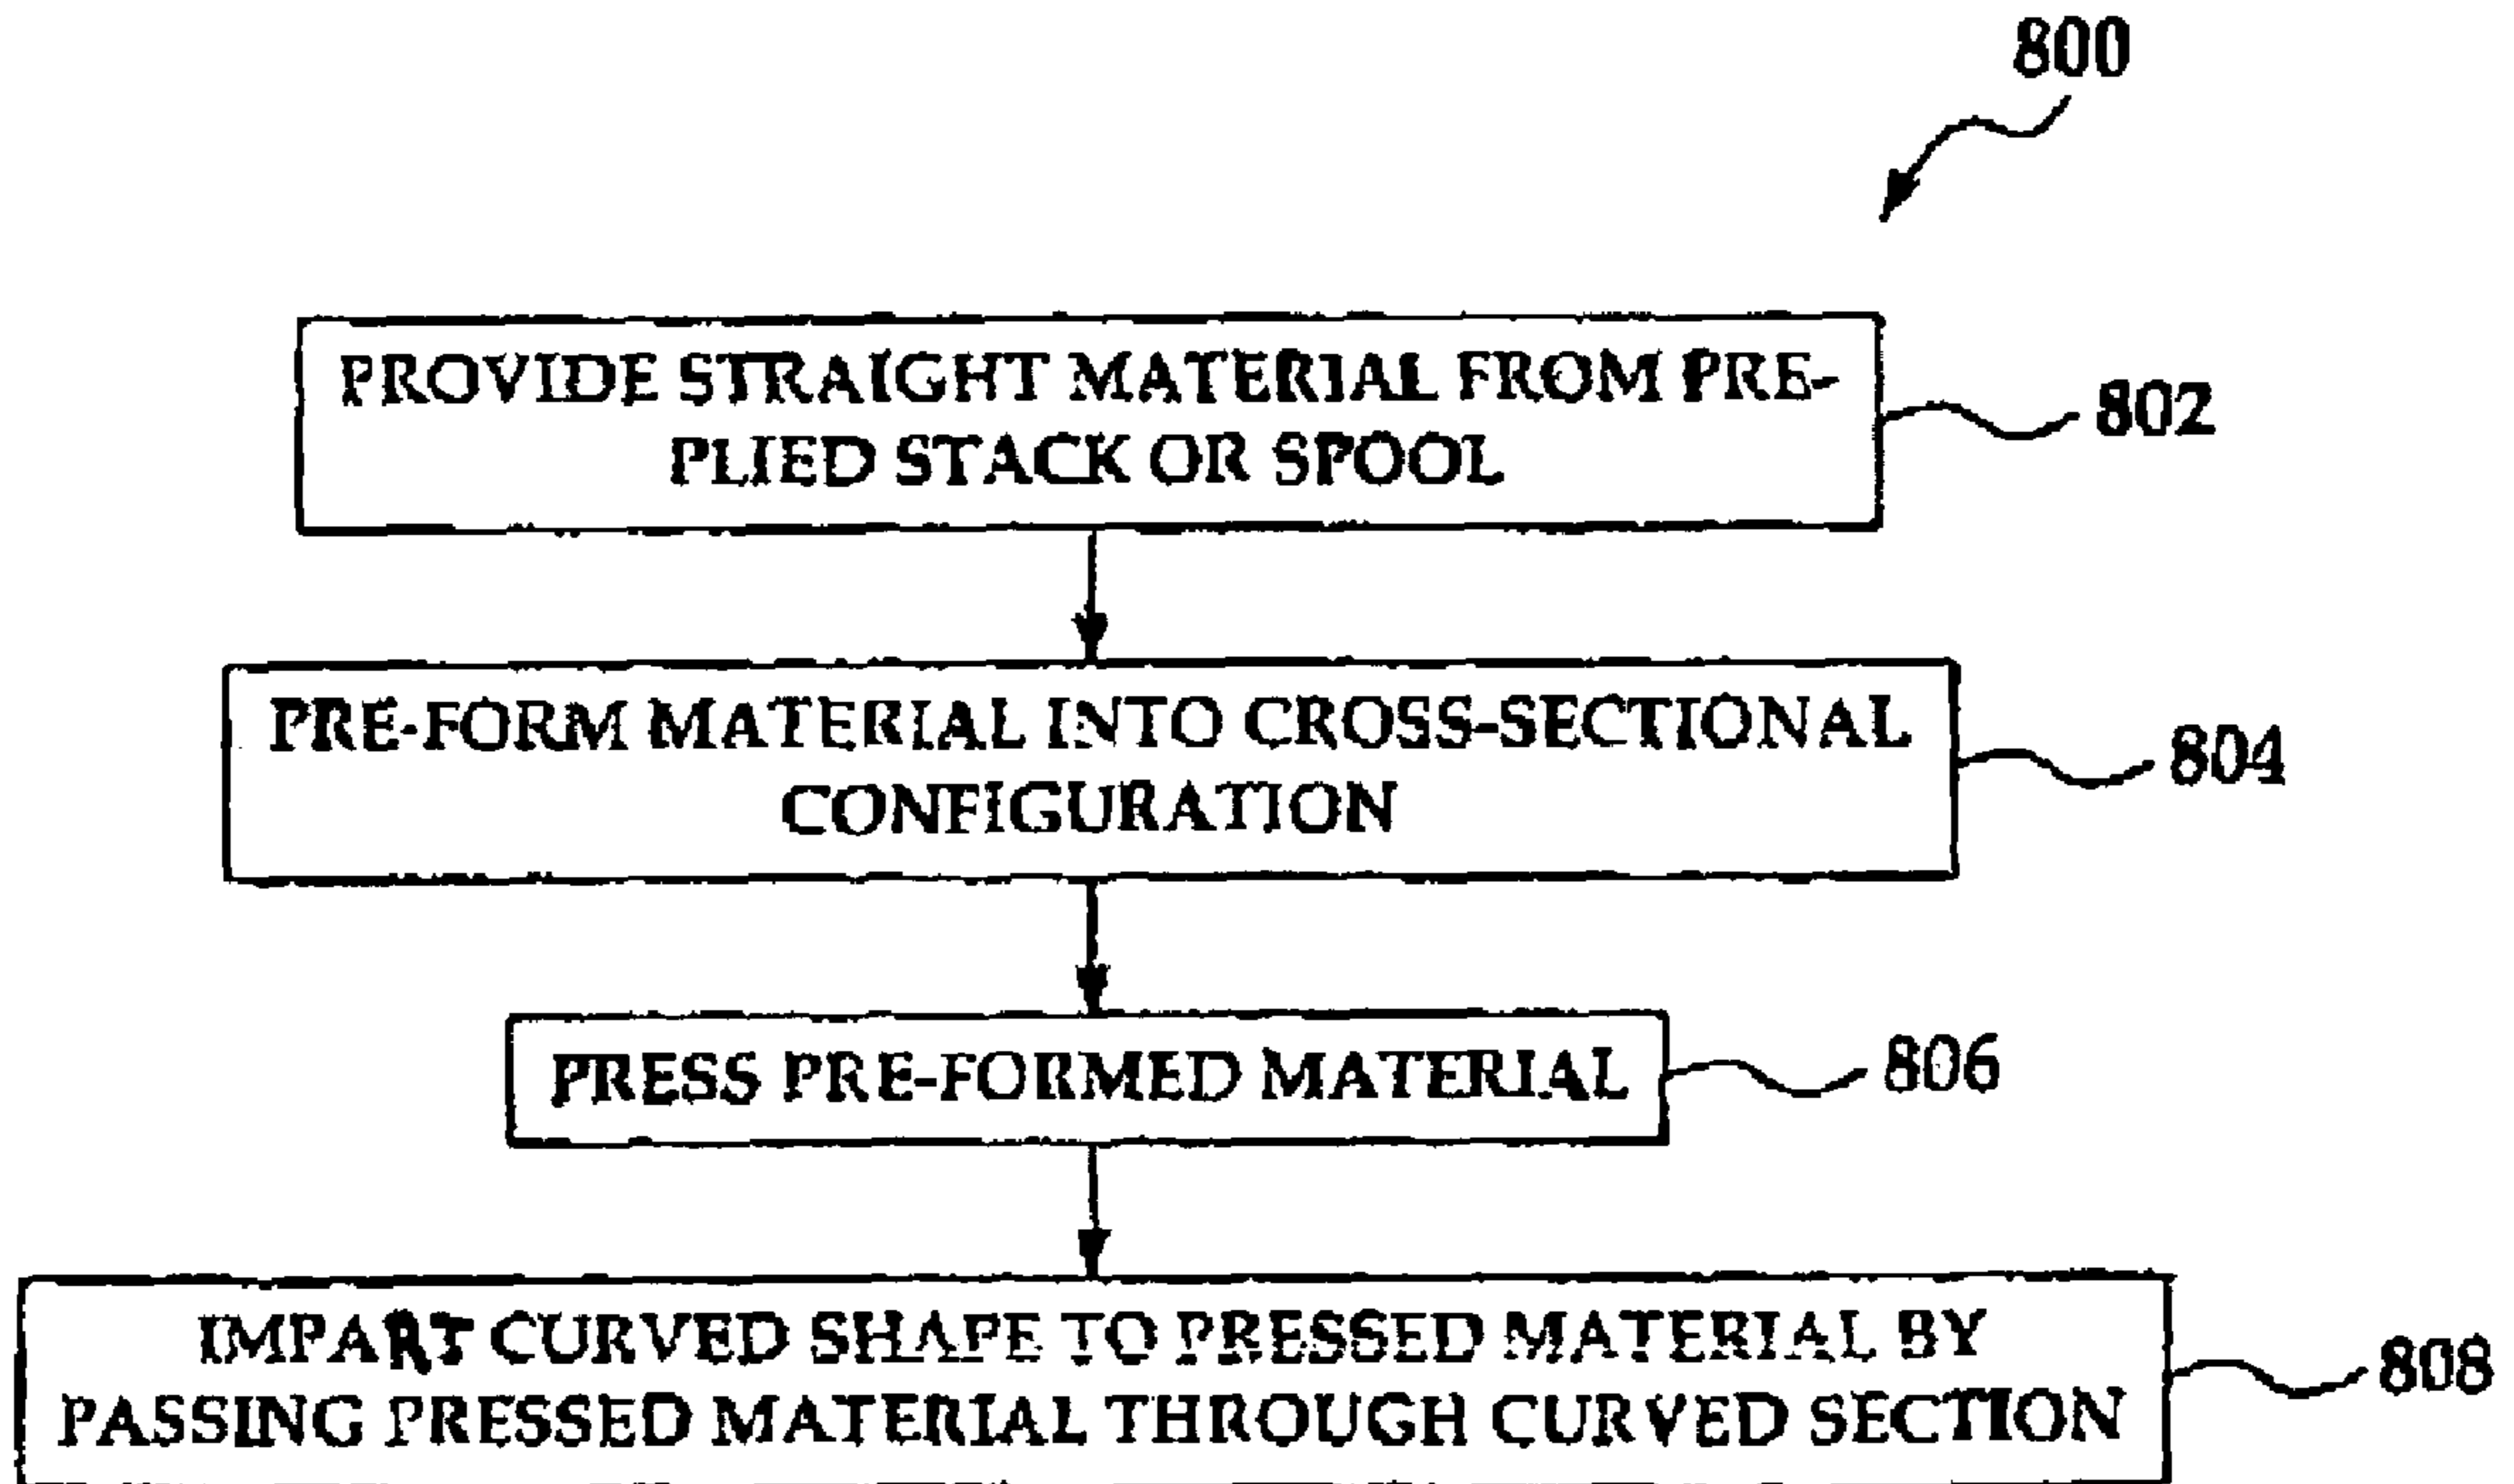 800
PROVIDE STRAIGHT MATERIAL FROM PRE-
PLIED STACK OR SPOOL
802
PRE-FORM MATERIAL INTO CROSS-SECTIONAL
CONFIGURATION
804
PRESS PRE-FORMED MATERIAL
806
IMPART CURVED SHAPE TO PRESSED MATERIAL BY
PASSING PRESSED MATERIAL THROUGH CURVED SECTION
808